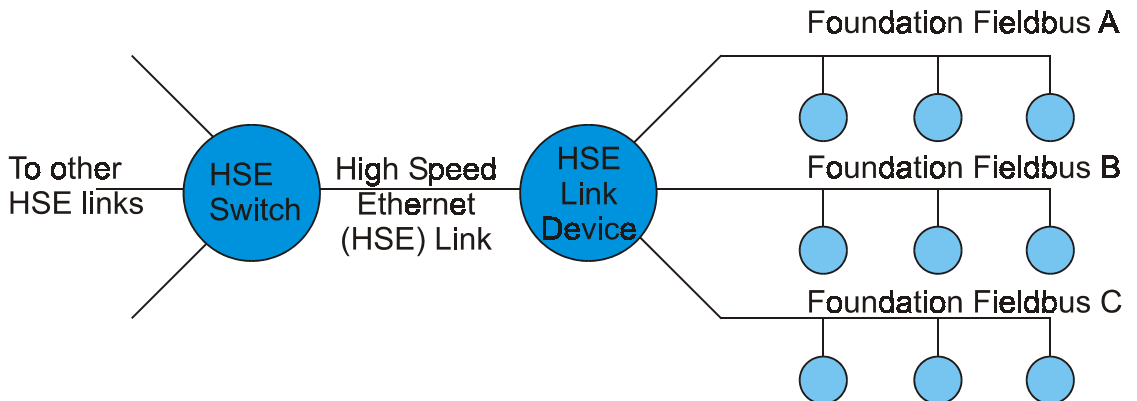 To other
HSE links
HSE
Switch
High Speed
Ethernet
(HSE) Link
HSE
Link
Device
Foundation Fieldbus A
Foundation Fieldbus B
Foundation Fieldbus C